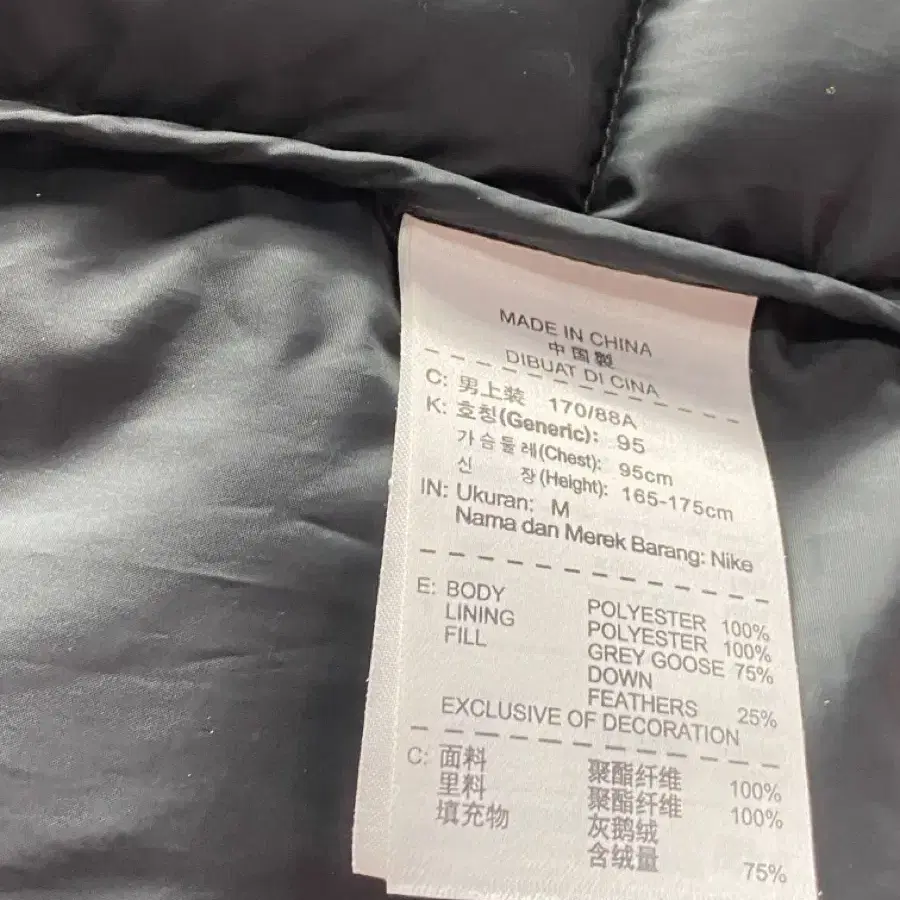 MADE IN CHINA
中国製
DIBUAT DI CINA
C: 男上装 170/88A
K: 호칭(Generic): 95
가슴둘레(Chest): 95cm
신 장(Height): 165-175cm
IN: Ukuran: M
Nama dan Merek Barang: Nike
E: BODY POLYESTER 100%
LINING POLYESTER 100%
FILL GREY GOOSE 75%
DOWN
FEATHERS 25%
EXCLUSIVE OF DECORATION
C: 面料 聚酯纤维 100%
里料 聚酯纤维 100%
填充物 灰鹅绒
含绒量 75%